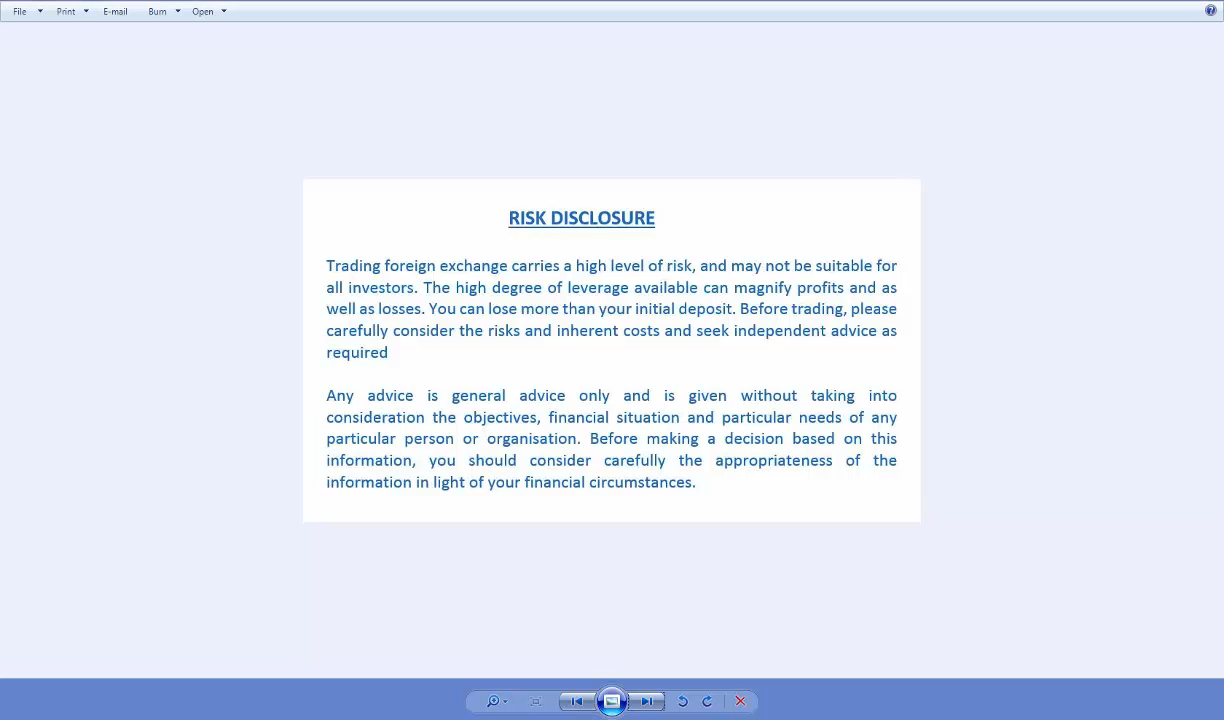 File Print E-mail Burn Open
RISK DISCLOSURE
Trading foreign exchange carries a high level of risk, and may not be suitable for
all investors. The high degree of leverage available can magnify profits and as
well as losses. You can lose more than your initial deposit. Before trading, please
carefully consider the risks and inherent costs and seek independent advice as
required
Any advice is general advice only and is given without taking into
consideration the objectives, financial situation and particular needs of any
particular person or organisation. Before making a decision based on this
information, you should consider carefully the appropriateness of the
information in light of your financial circumstances.